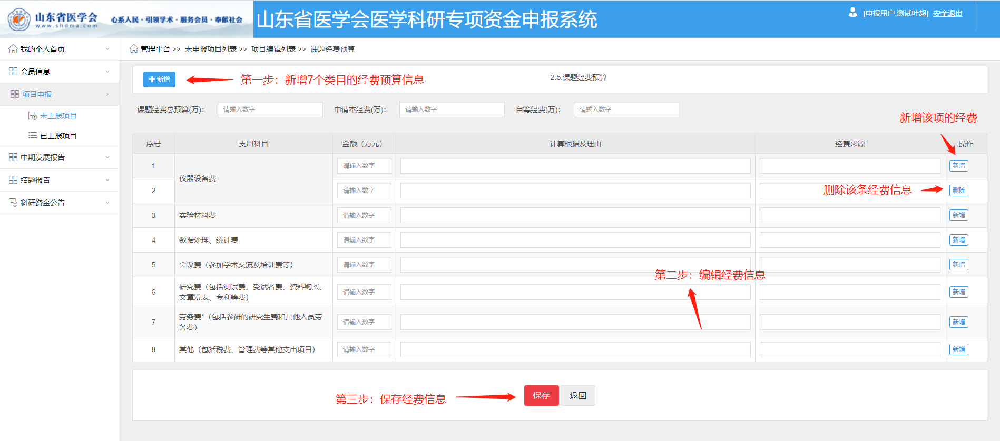 山东省医学会
www.shdma.com
心系人民·引领学术·服务会员·奉献社会
山东省医学会医学科研专项资金申报系统
[申报用户,测试叶超] 安全退出
我的个人首页
会员信息
项目申报
未上报项目
已上报项目
中期发展报告
结题报告
科研资金公告
管理平台 >> 未申报项目列表 >> 项目编辑列表 >> 课题经费预算
新增
第一步：新增7个类目的经费预算信息
2.5.课题经费预算
课题经费总预算(万)： 请输入数字 申请本经费(万)： 请输入数字 自筹经费(万)： 请输入数字
新增该项的经费
序号 支出科目 金额（万元） 计算根据及理由 经费来源 操作
1 仪器设备费 请输入数字 新增
2 请输入数字 删除该条经费信息 删除
3 实验材料费 请输入数字 新增
4 数据处理、统计费 请输入数字 新增
5 会议费（参加学术交流及培训费等） 请输入数字 新增
第二步：编辑经费信息
6 研究费（包括测试费、受试者费、资料购买、
文章发表、专利等费） 请输入数字 新增
7 劳务费*（包括参研的研究生费和其他人员劳
务费） 请输入数字 新增
8 其他（包括税费、管理费等其他支出项目） 请输入数字 新增
第三步：保存经费信息
保存 返回